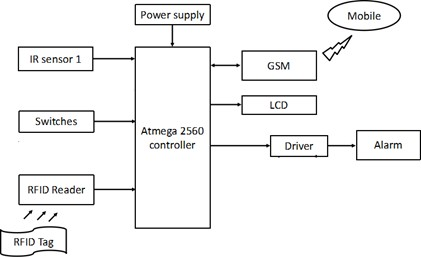 Power supply
Mobile
IR sensor 1
GSM
Switches
Atmega 2560
controller
LCD
Driver
Alarm
RFID Reader
RFID Tag